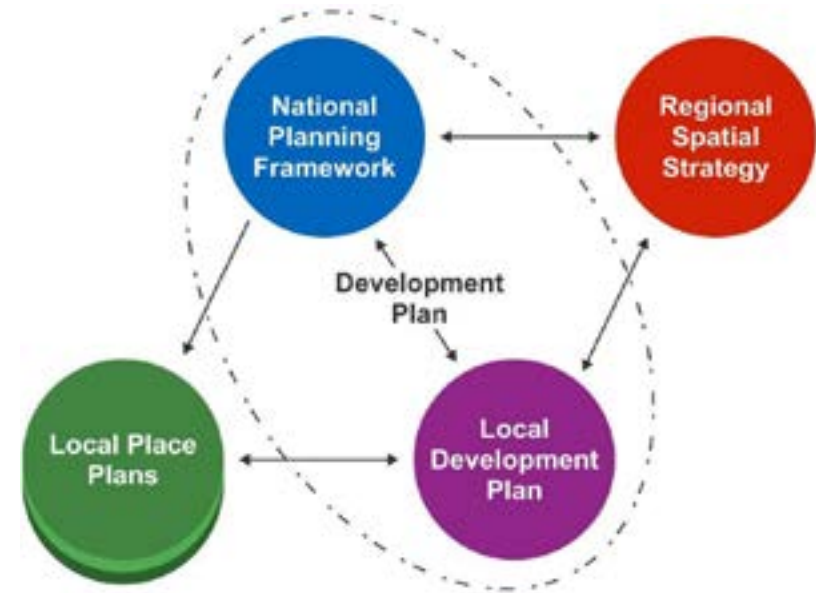 National
Planning
Framework
Regional
Spatial
Strategy
Development
Plan
Local Place
Plans
Local
Development
Plan